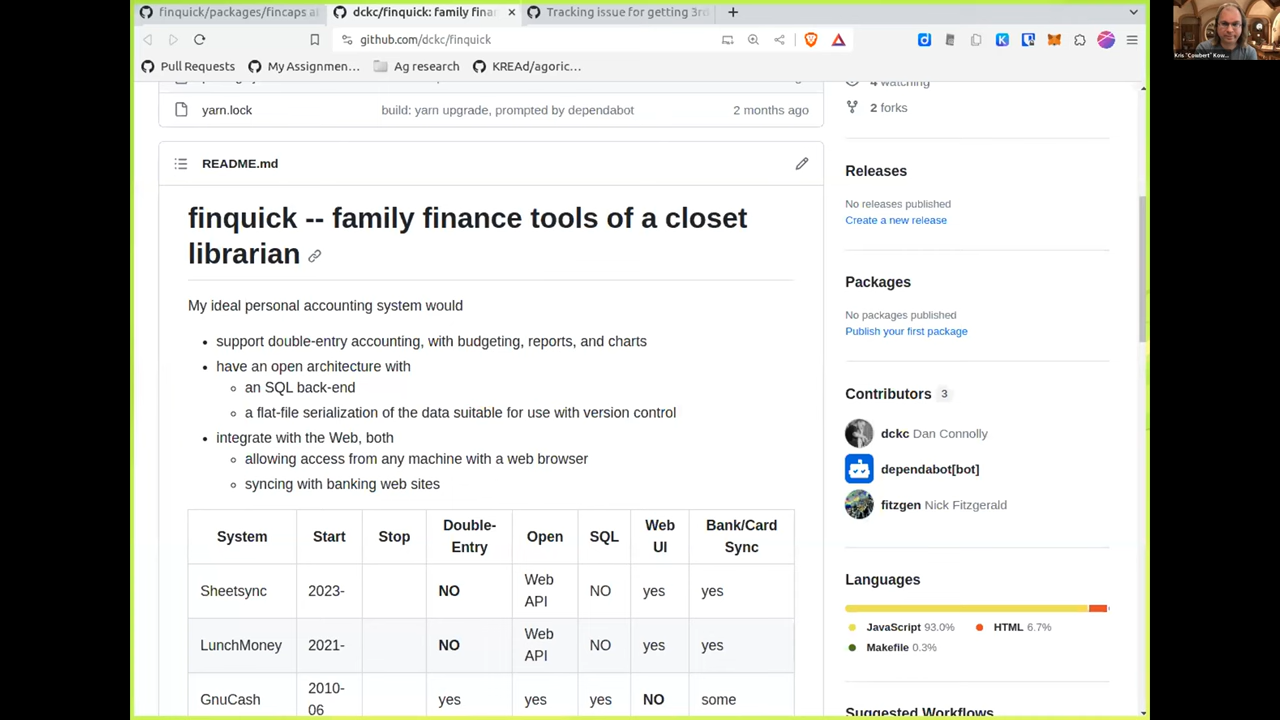 finquick/packages/fincaps a
dckc/finquick: family finan
Tracking issue for getting 3rd
github.com/dckc/finquick
Pull Requests
My Assignmen…
Ag research
KREAd/agoric…
yarn.lock
build: yarn upgrade, prompted by dependabot
2 months ago
4 watching
2 forks
README.md
finquick -- family finance tools of a closet
librarian
My ideal personal accounting system would
• support double-entry accounting, with budgeting, reports, and charts
• have an open architecture with
◦ an SQL back-end
◦ a flat-file serialization of the data suitable for use with version control
• integrate with the Web, both
◦ allowing access from any machine with a web browser
◦ syncing with banking web sites
System Start Stop Double-Entry Open SQL Web UI Bank/Card Sync
Sheetsync 2023- NO Web API NO yes yes
LunchMoney 2021- NO Web API NO yes yes
GnuCash 2010-06 yes yes yes NO some
Releases
No releases published
Create a new release
Packages
No packages published
Publish your first package
Contributors 3
dckc Dan Connolly
dependabot[bot]
fitzgen Nick Fitzgerald
Languages
JavaScript 93.0%
HTML 6.7%
Makefile 0.3%
Suggested Workflows
Kris "Cowbert" Kow...